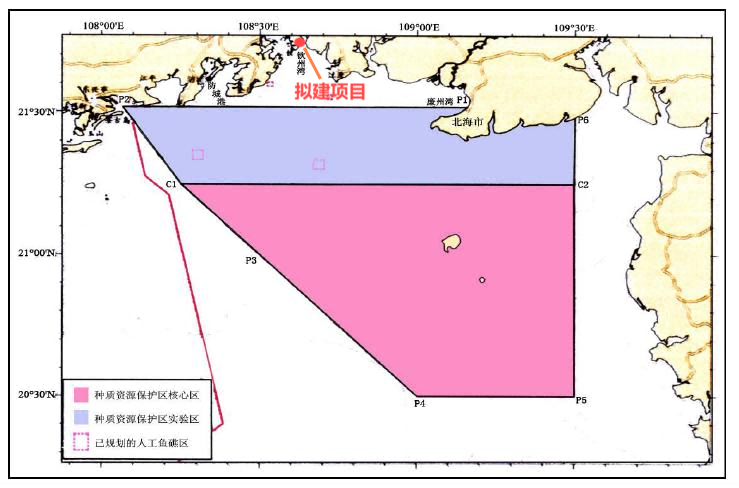 108°00'E 108°30'E 109°00'E 109°30'E
钦
州
湾
拟建项目
防
城
港
P2 廉州湾 P1
21°30'N
北海市 P6
C1 C2
21°00'N
P3
20°30'N
P4 P5
种质资源保护区核心区
种质资源保护区实验区
已规划的人工鱼礁区